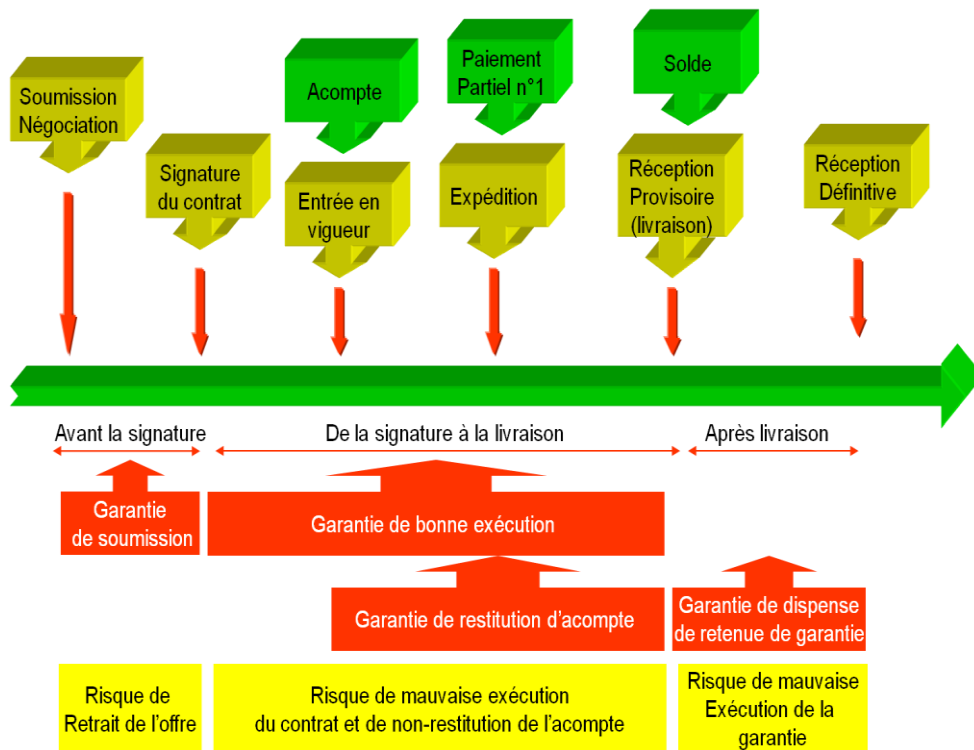 Soumission
Négociation
Signature
du contrat
Acompte
Entrée en
vigueur
Paiement
Partiel n°1
Expédition
Solde
Réception
Provisoire
(livraison)
Réception
Définitive
Avant la signature
De la signature à la livraison
Après livraison
Garantie
de soumission
Garantie de bonne exécution
Garantie de restitution d'acompte
Garantie de dispense
de retenue de garantie
Risque de
Retrait de l'offre
Risque de mauvaise exécution
du contrat et de non-restitution de l'acompte
Risque de mauvaise
Exécution de la
garantie